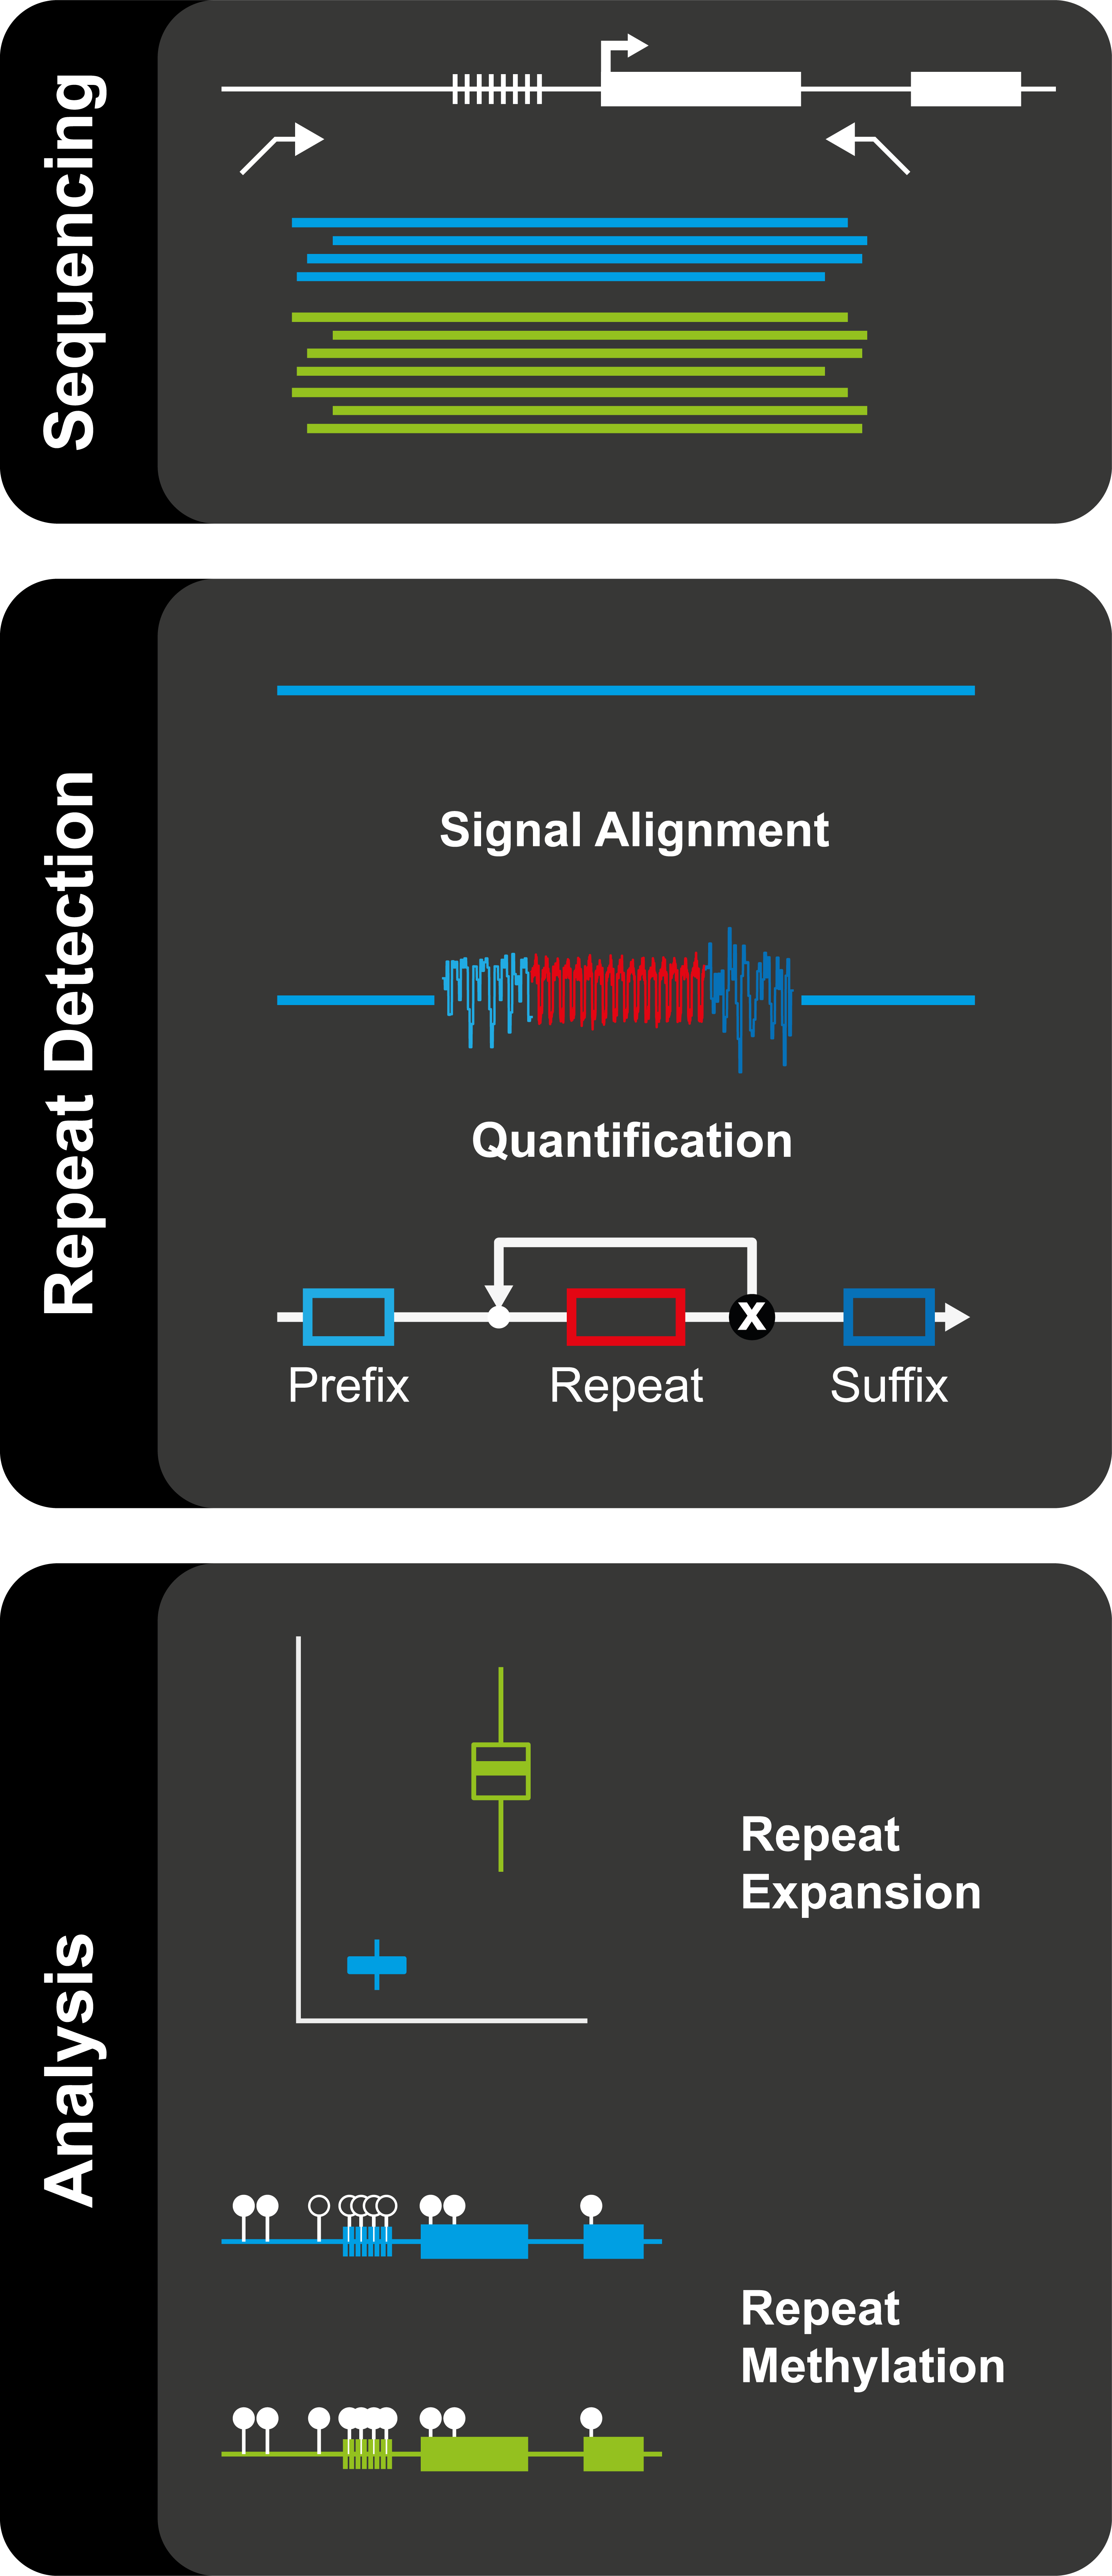 Sequencing
Repeat Detection
Signal Alignment
Quantification
X
Prefix
Repeat
Suffix
Analysis
Repeat
Expansion
Repeat
Methylation